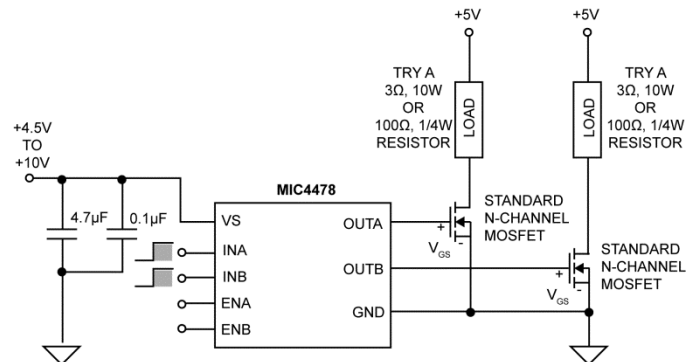 +5V
+5V
TRY A
3Ω, 10W
OR
100Ω, 1/4W
RESISTOR
LOAD
TRY A
3Ω, 10W
OR
100Ω, 1/4W
RESISTOR
LOAD
+4.5V
TO
+10V
MIC4478
4.7µF
0.1µF
VS
INA
INB
ENA
ENB
OUTA
OUTB
GND
+
VGS
-
STANDARD
N-CHANNEL
MOSFET
+
VGS
-
STANDARD
N-CHANNEL
MOSFET